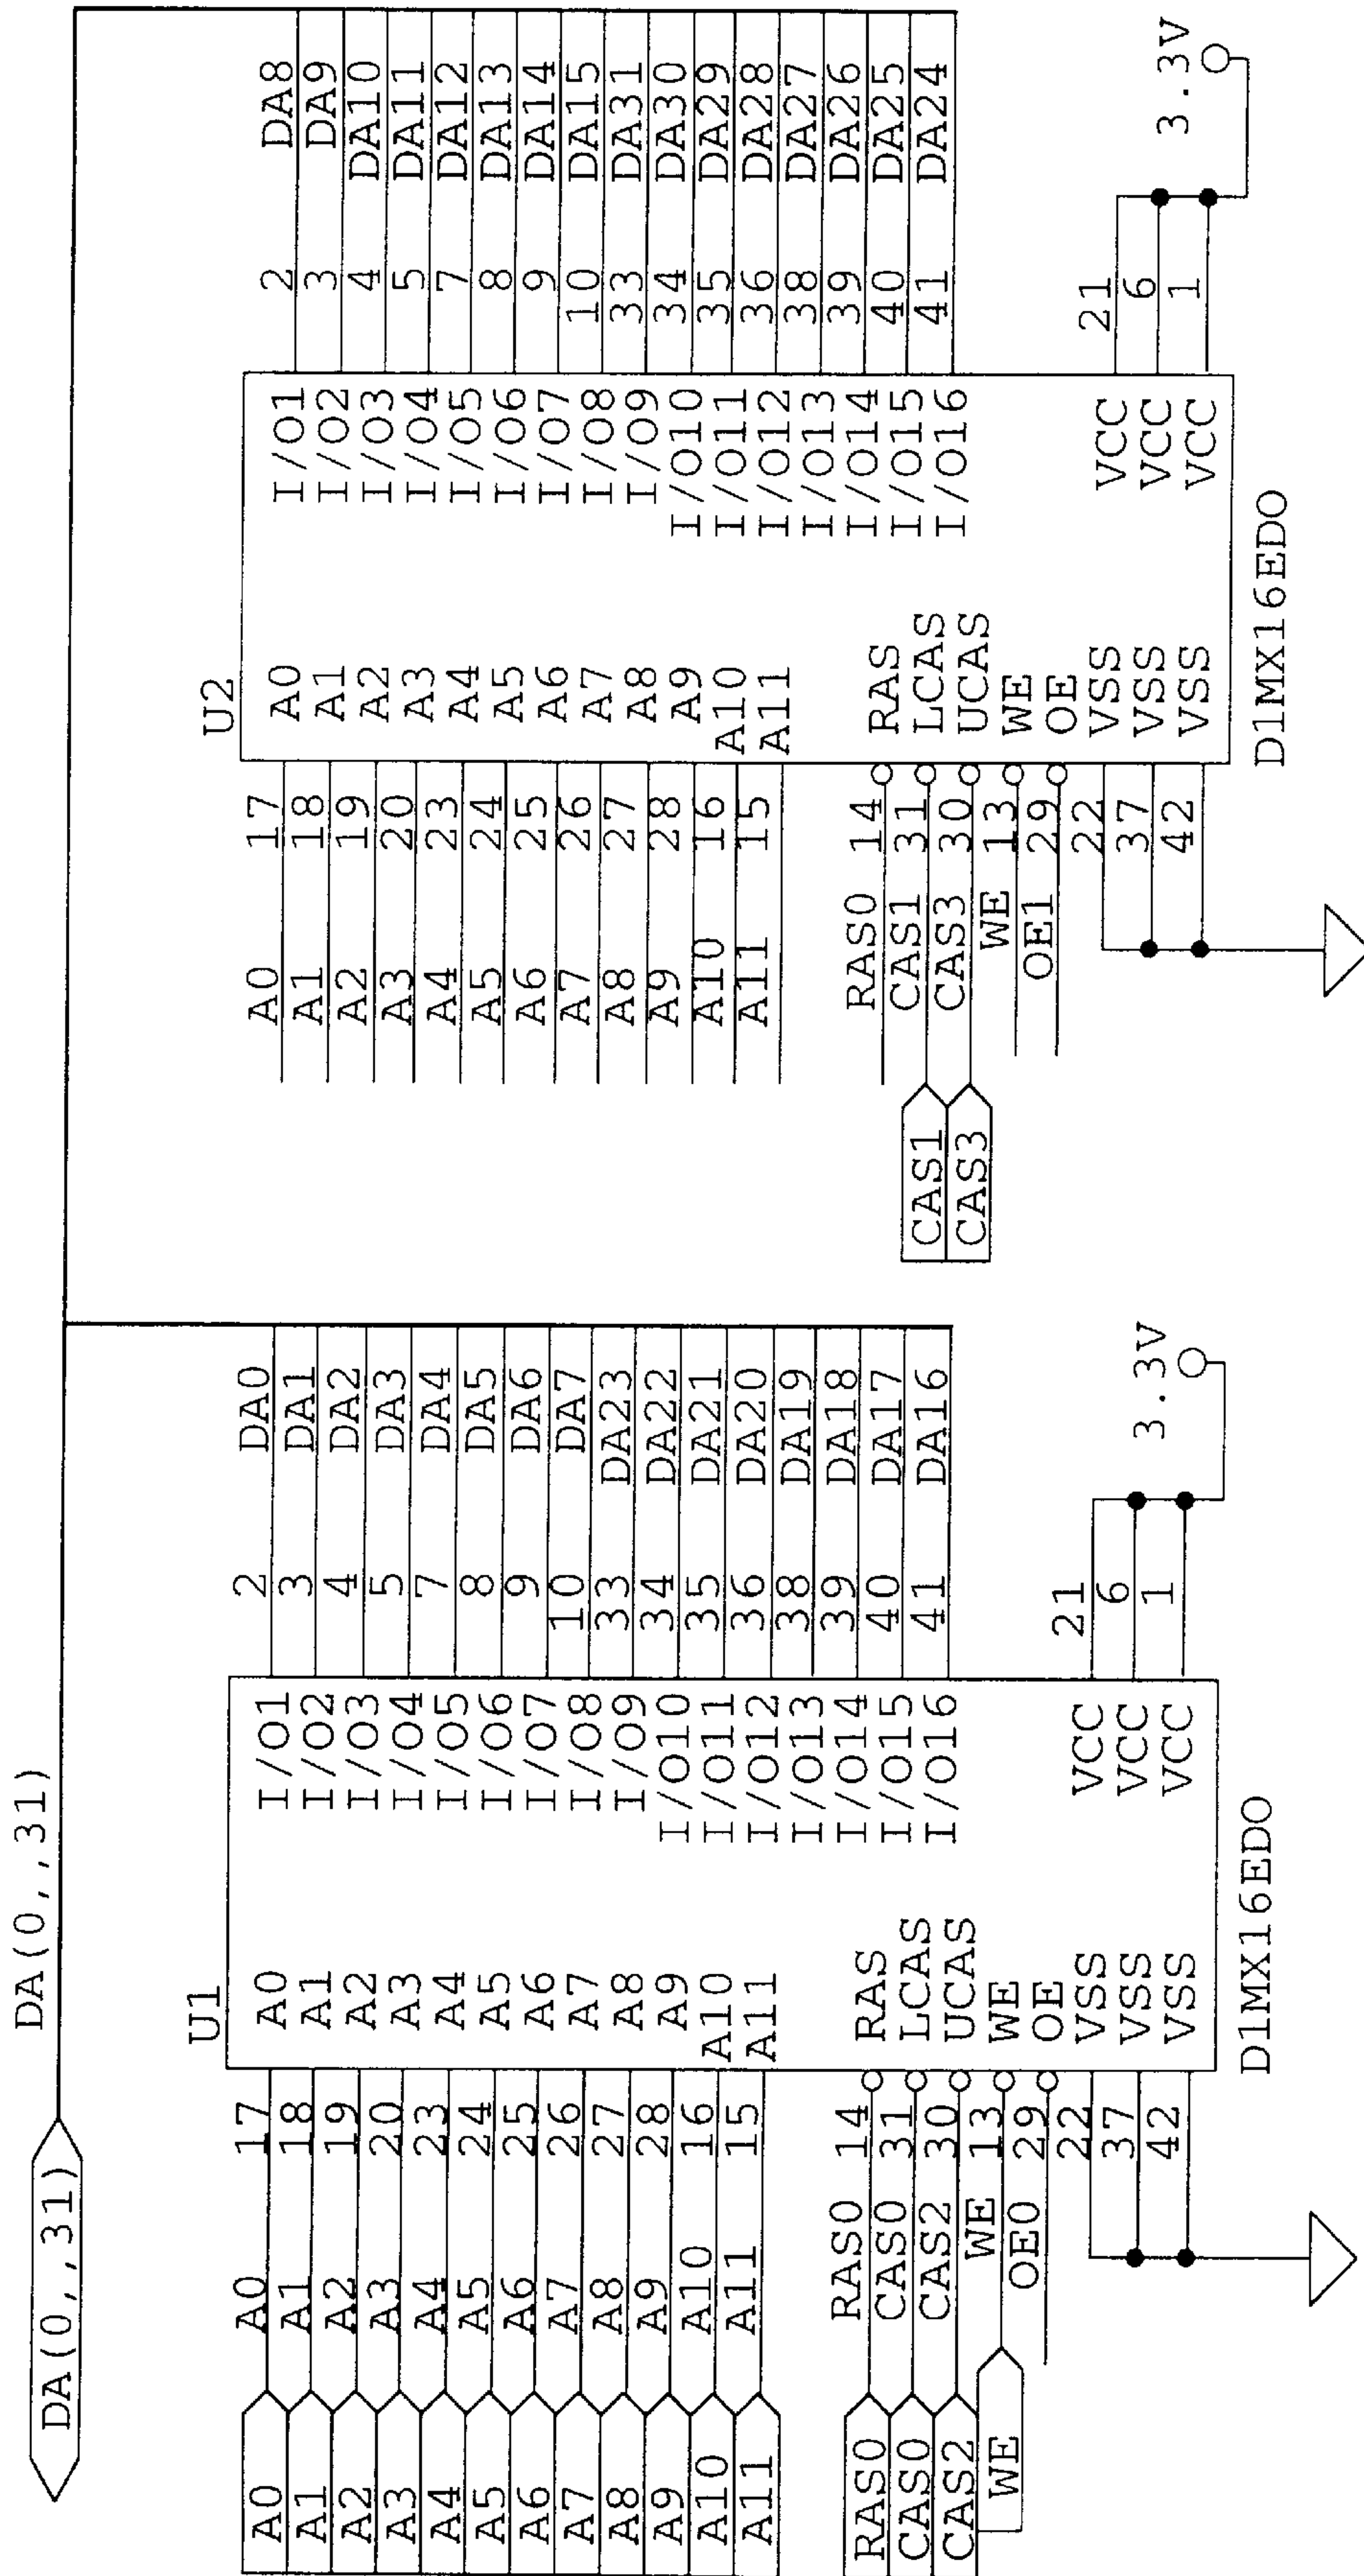 DA(0,,31)
DA(0,,31)
U1
A0 A0 17 A0 I/O1 2 DA0
A1 A1 18 A1 I/O2 3 DA1
A2 A2 19 A2 I/O3 4 DA2
A3 A3 20 A3 I/O4 5 DA3
A4 A4 23 A4 I/O5 7 DA4
A5 A5 24 A5 I/O6 8 DA5
A6 A6 25 A6 I/O7 9 DA6
A7 A7 26 A7 I/O8 10 DA7
A8 A8 27 A8 I/O9 33 DA23
A9 A9 28 A9 I/O10 34 DA22
A10 A10 16 A10 I/O11 35 DA21
A11 A11 15 A11 I/O12 36 DA20
I/O13 38 DA19
RAS0 RAS0 14 RAS I/O14 39 DA18
CAS0 CAS0 31 LCAS I/O15 40 DA17
CAS2 CAS2 30 UCAS I/O16 41 DA16
WE WE 13 WE
OE0 29 OE
22 VSS VCC 21
37 VSS VCC 6
42 VSS VCC 1
3.3V
D1MX16EDO
U2
A0 17 A0 I/O1 2 DA8
A1 18 A1 I/O2 3 DA9
A2 19 A2 I/O3 4 DA10
A3 20 A3 I/O4 5 DA11
A4 23 A4 I/O5 7 DA12
A5 24 A5 I/O6 8 DA13
A6 25 A6 I/O7 9 DA14
A7 26 A7 I/O8 10 DA15
A8 27 A8 I/O9 33 DA31
A9 28 A9 I/O10 34 DA30
A10 16 A10 I/O11 35 DA29
A11 15 A11 I/O12 36 DA28
I/O13 38 DA27
RAS0 14 RAS I/O14 39 DA26
CAS1 CAS1 31 LCAS I/O15 40 DA25
CAS3 CAS3 30 UCAS I/O16 41 DA24
WE 13 WE
OE1 29 OE
22 VSS VCC 21
37 VSS VCC 6
42 VSS VCC 1
3.3V
D1MX16EDO